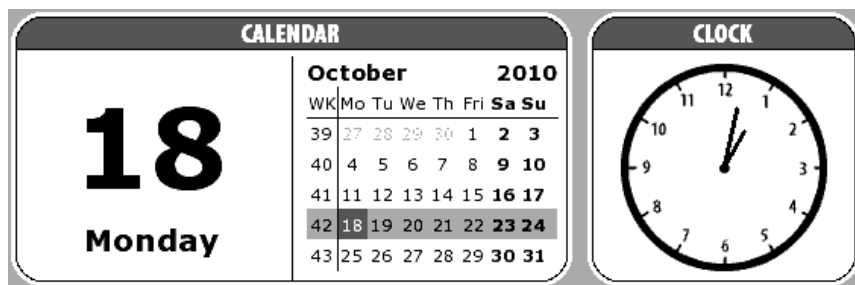 CALENDAR
18
Monday
October 2010
WK Mo Tu We Th Fri Sa Su
39 27 28 29 30 1 2 3
40 4 5 6 7 8 9 10
41 11 12 13 14 15 16 17
42 18 19 20 21 22 23 24
43 25 26 27 28 29 30 31
CLOCK
12
1
2
3
4
5
6
7
8
9
10
11